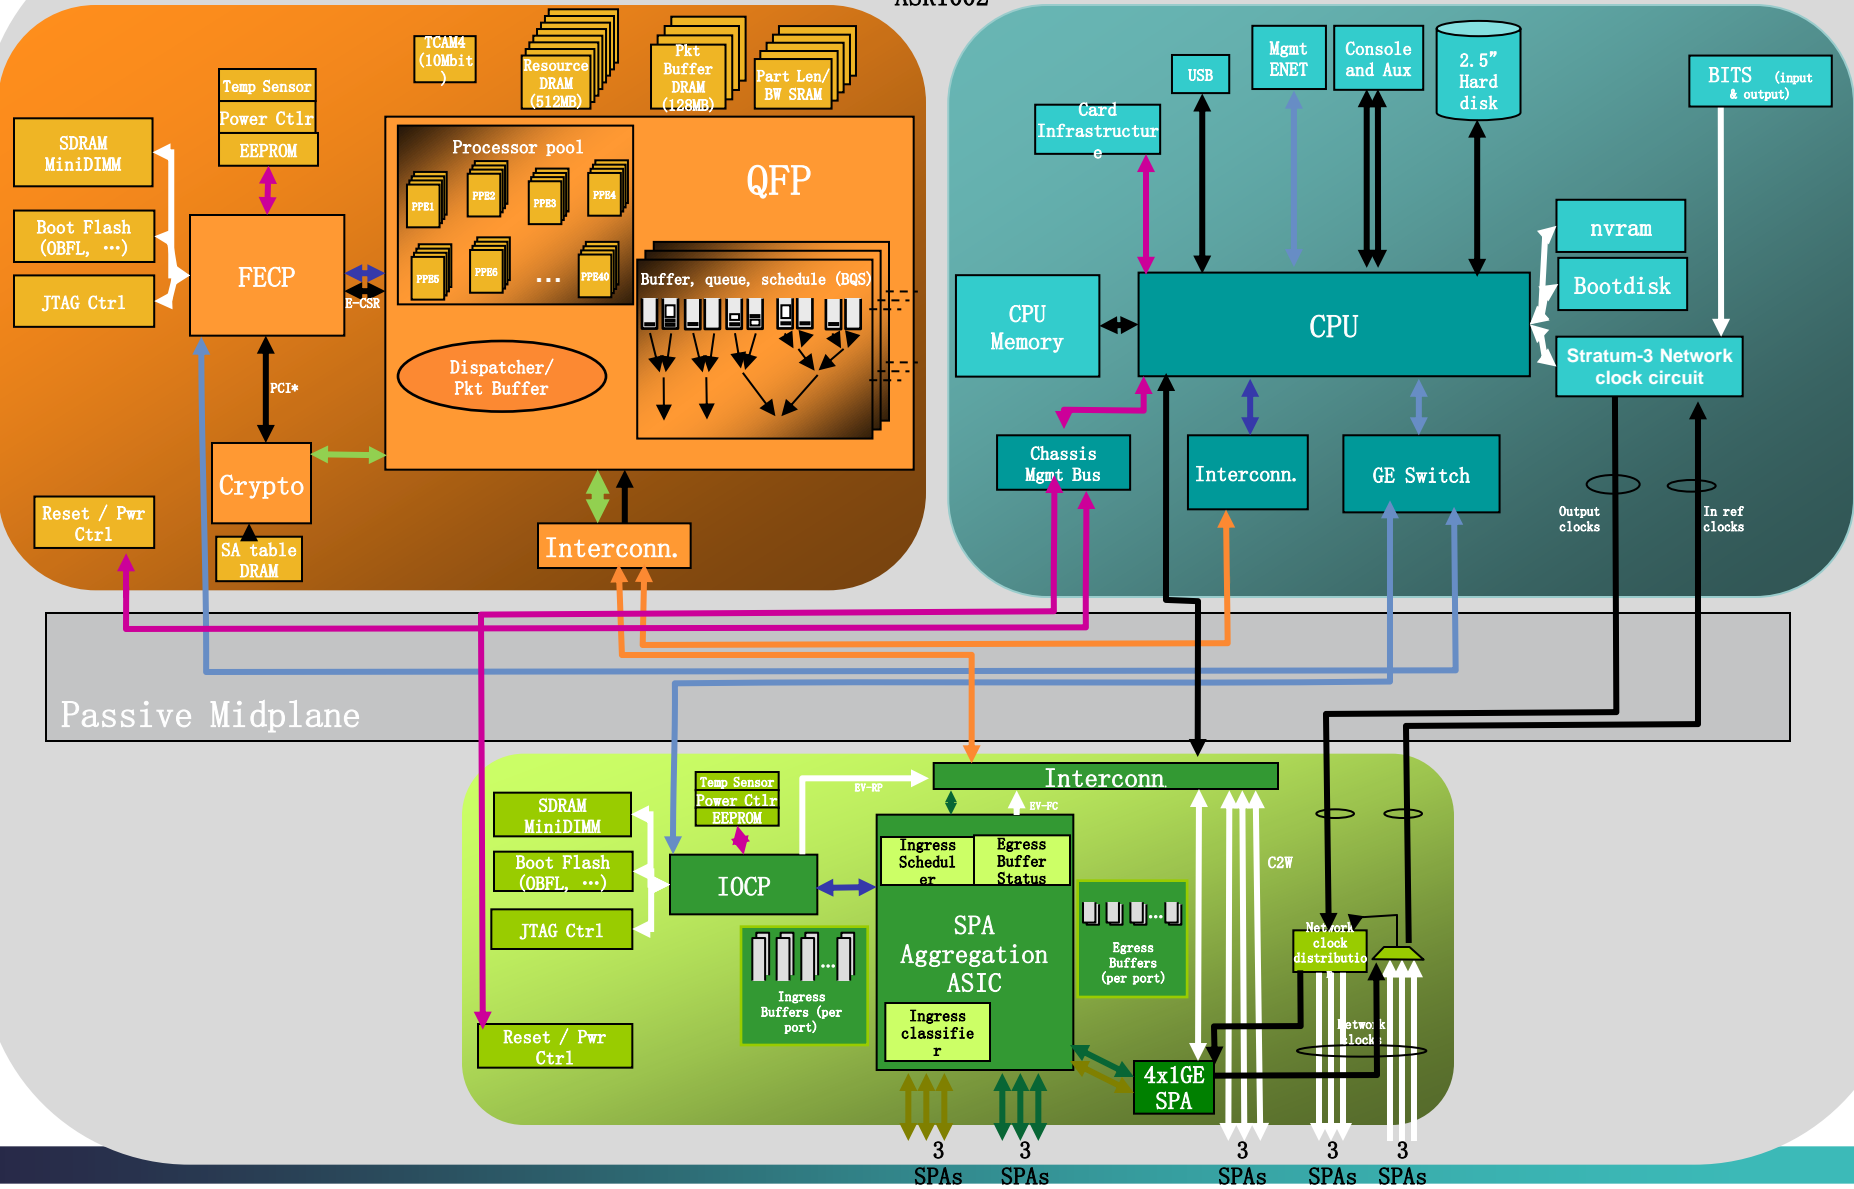 ASR1002
TCAM4
(10Mbit
)
Resource
DRAM
(512MB)
Pkt
Buffer
DRAM
(128MB)
Part Len/
BW SRAM
Temp Sensor
Power Ctlr
EEPROM
SDRAM
MiniDIMM
Boot Flash
(OBFL, …)
JTAG Ctrl
FECP
E-CSR
PCI*
Crypto
SA table
DRAM
Reset / Pwr
Ctrl
Processor pool
PPE1
PPE2
PPE3
PPE4
PPE5
PPE6
…
PPE40
QFP
Buffer, queue, schedule (BQS)
Dispatcher/
Pkt Buffer
Interconn.
Card
Infrastructur
e
USB
Mgmt
ENET
Console
and Aux
2.5”
Hard
disk
BITS (input
& output)
CPU
Memory
CPU
nvram
Bootdisk
Stratum-3 Network
clock circuit
Chassis
Mgmt Bus
Interconn.
GE Switch
Output
clocks
In ref
clocks
Passive Midplane
Interconn.
Temp Sensor
Power Ctlr
EEPROM
EV-RP
EV-FC
SDRAM
MiniDIMM
Boot Flash
(OBFL, …)
JTAG Ctrl
IOCP
Reset / Pwr
Ctrl
…
Ingress
Buffers (per
port)
Ingress
Schedul
er
Egress
Buffer
Status
SPA
Aggregation
ASIC
Ingress
classifie
r
…
Egress
Buffers
(per port)
C2W
Network
clock
distributio
Network
clocks
4x1GE
SPA
3
SPAs
3
SPAs
3
SPAs
3
SPAs
3
SPAs